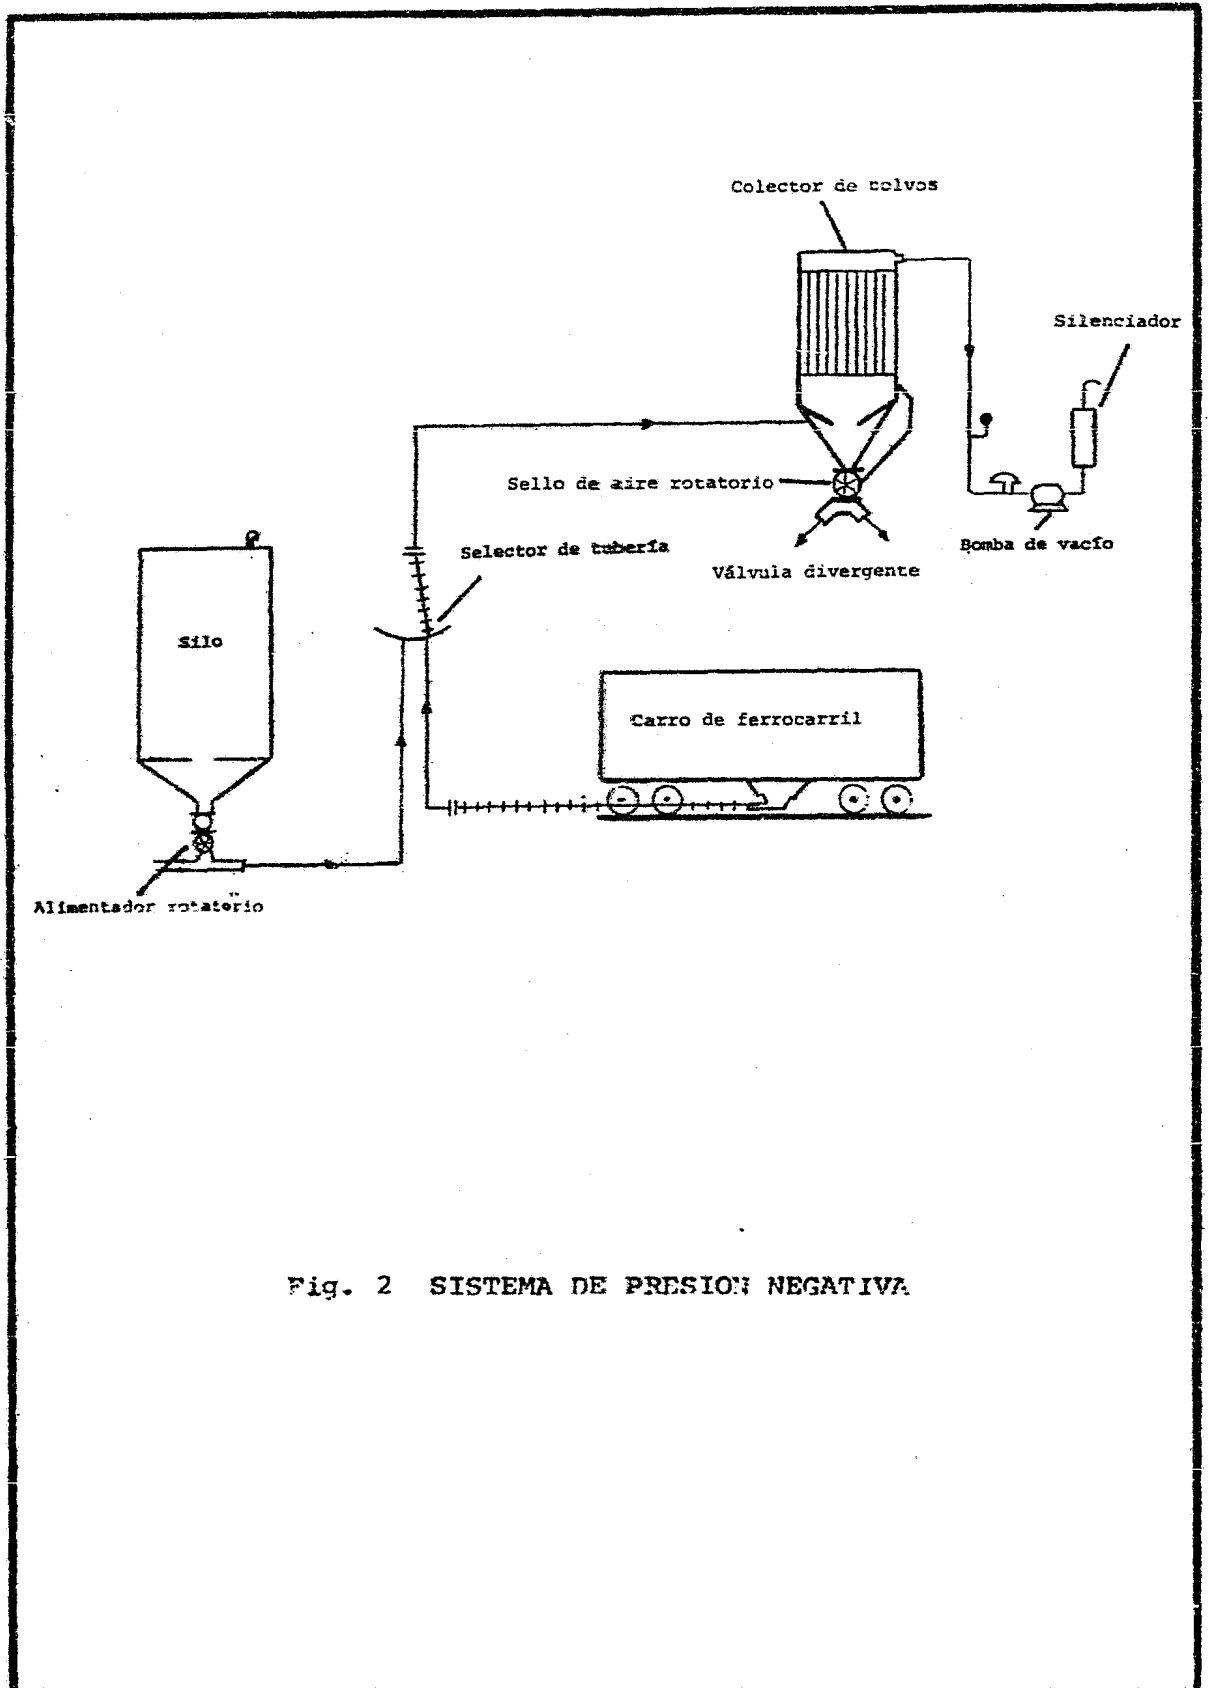 Colector de polvos
Silenciador
Sello de aire rotatorio
Selector de tubería
Bomba de vacío
Válvula divergente
Silo
Carro de ferrocarril
Alimentador rotatorio
Fig. 2 SISTEMA DE PRESION NEGATIVA